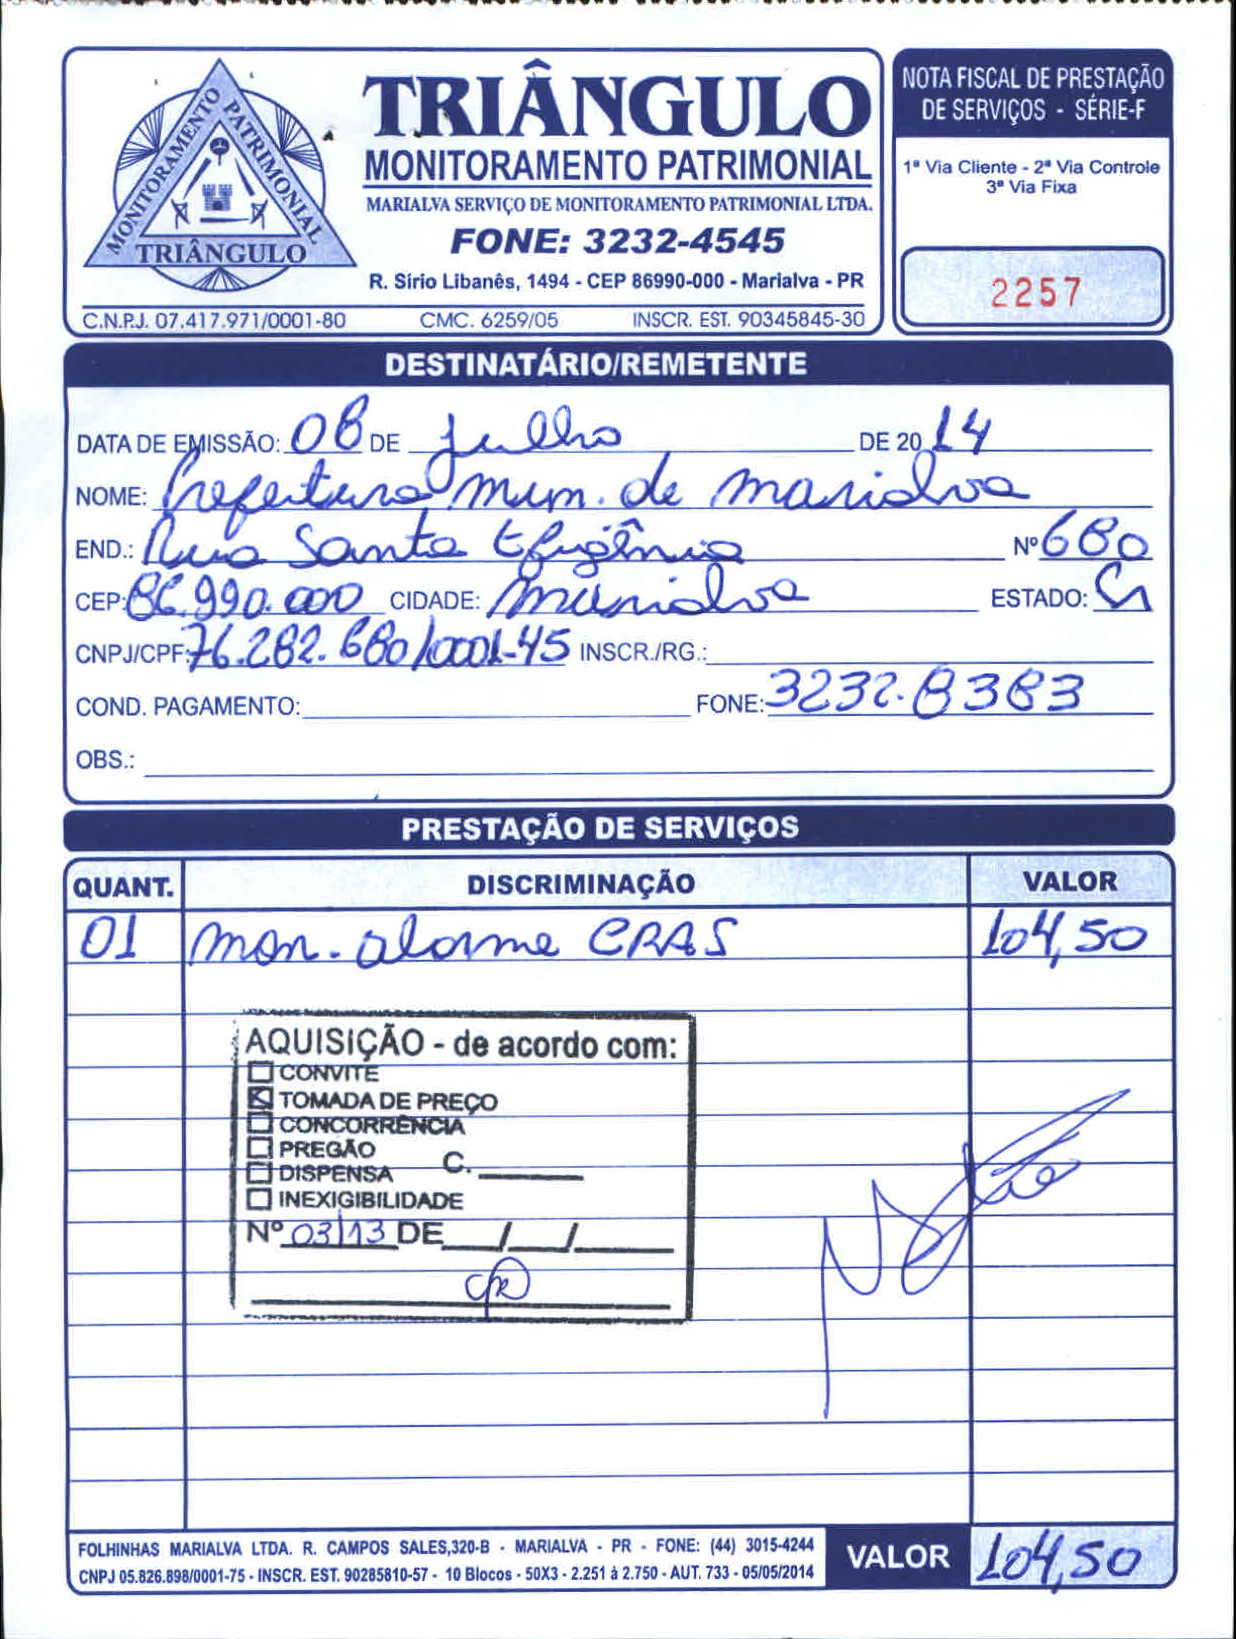 MONITORAMENTO PATRIMONIAL
TRIÂNGULO
TRIÂNGULO
MONITORAMENTO PATRIMONIAL
MARIALVA SERVIÇO DE MONITORAMENTO PATRIMONIAL LTDA.
FONE: 3232-4545
R. Sírio Libanês, 1494 - CEP 86990-000 - Marialva - PR
C.N.P.J. 07.417.971/0001-80 CMC. 6259/05 INSCR. EST. 90345845-30
NOTA FISCAL DE PRESTAÇÃO
DE SERVIÇOS - SÉRIE-F
1ª Via Cliente - 2ª Via Controle
3ª Via Fixa
2257
DESTINATÁRIO/REMETENTE
DATA DE EMISSÃO: 08 DE Julho DE 2014
NOME: Prefeitura mum. de marialva
END.: Rua Santa Efigênia Nº 680
CEP: 86.990.000 CIDADE: marialva ESTADO:
CNPJ/CPF: 76.282.680/0001-45 INSCR./RG.:
COND. PAGAMENTO: FONE: 3232.8383
OBS.:
PRESTAÇÃO DE SERVIÇOS
QUANT. DISCRIMINAÇÃO VALOR
01 mon. alarme CRAS 104,50
AQUISIÇÃO - de acordo com:
CONVITE
TOMADA DE PREÇO
CONCORRÊNCIA
PREGÃO
DISPENSA C.
INEXIGIBILIDADE
Nº 03/13 DE / /
FOLHINHAS MARIALVA LTDA. R. CAMPOS SALES,320-B - MARIALVA - PR - FONE: (44) 3015-4244
CNPJ 05.826.898/0001-75 - INSCR. EST. 90285810-57 - 10 Blocos - 50X3 - 2.251 à 2.750 - AUT. 733 - 05/05/2014
VALOR 104,50